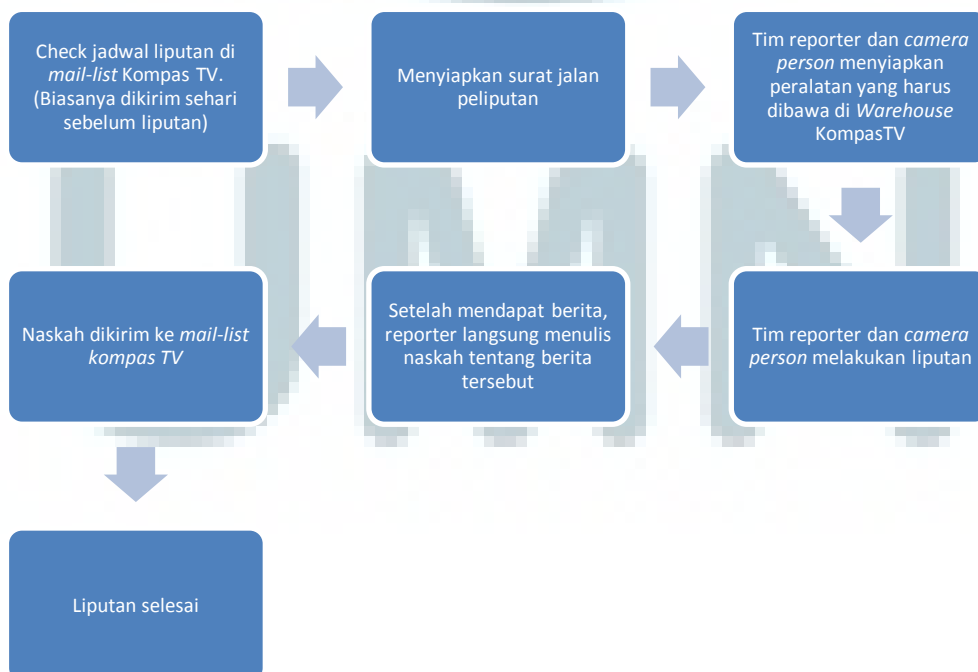 Check jadwal liputan di
mail-list Kompas TV.
(Biasanya dikirim sehari
sebelum liputan)
Menyiapkan surat jalan
peliputan
Tim reporter dan camera
person menyiapkan
peralatan yang harus
dibawa di Warehouse
KompasTV
Tim reporter dan camera
person melakukan liputan
Setelah mendapat berita,
reporter langsung menulis
naskah tentang berita
tersebut
Naskah dikirim ke mail-list
kompas TV
Liputan selesai
UMN